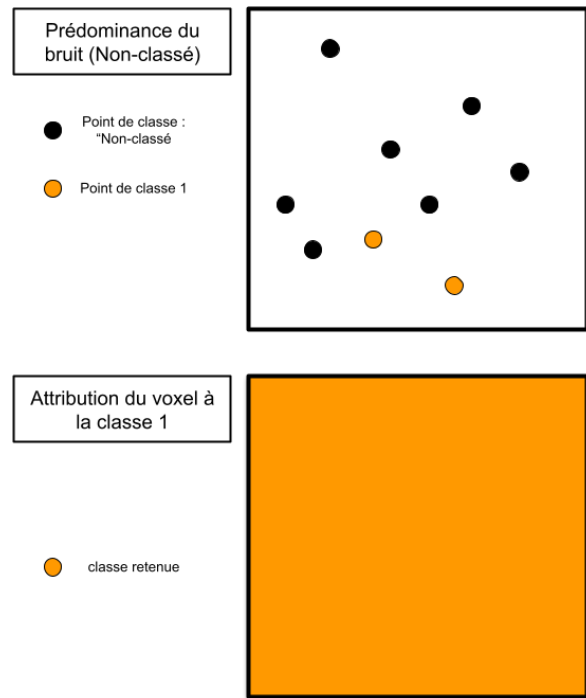 Prédominance du
bruit (Non-classé)
Point de classe :
“Non-classé
Point de classe 1
Attribution du voxel à
la classe 1
classe retenue